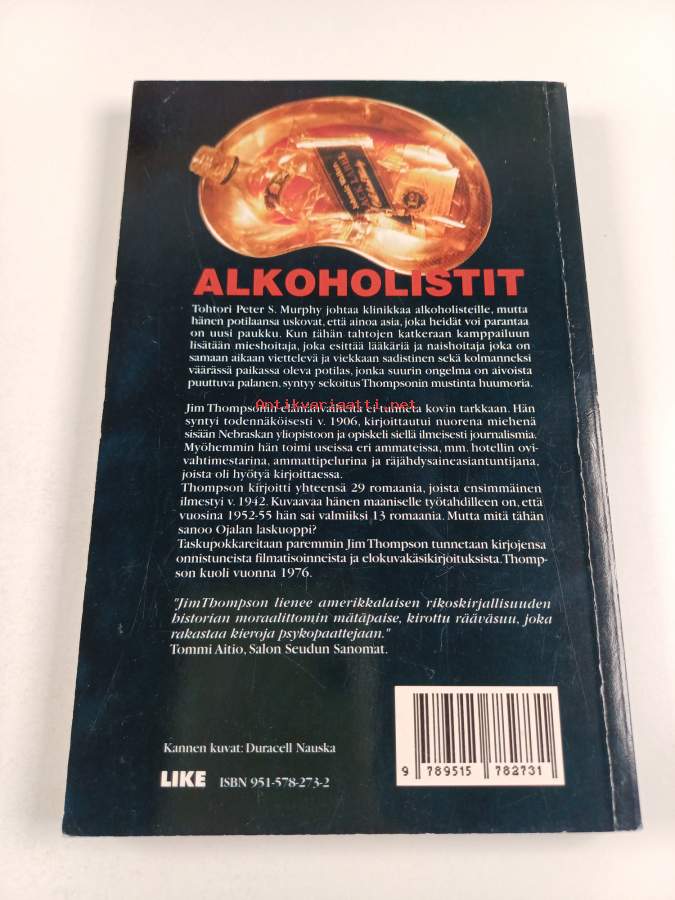 ALKOHOLISTIT
Tohtori Peter S. Murphy johtaa klinikkaa alkoholisteille, mutta
hänen potilaansa uskovat, että ainoa asia, joka heidät voi parantaa
on uusi paukku. Kun tähän tahtojen katkeraan kamppailuun
lisätään mieshoitaja, joka esittää lääkäriä ja naishoitaja joka on
samaan aikaan viettelevä ja viekkaan sadistinen sekä kolmanneksi
väärässä paikassa oleva potilas, jonka suurin ongelma on aivoista
puuttuva palanen, syntyy sekoitus Thompsonin mustinta huumoria.
Antikvariaatti.net
Jim Thompsonin elämänvaiheita ei tunneta kovin tarkkaan. Hän
syntyi todennäköisesti v. 1906, kirjoittautui nuorena miehenä
sisään Nebraskan yliopistoon ja opiskeli siellä ilmeisesti journalismia.
Myöhemmin hän toimi useissa eri ammateissa, mm. hotellin ovi-
vahtimestarina, ammattipelurina ja räjähdysaineasiantuntijana,
joista oli hyötyä kirjoittaessa.
Thompson kirjoitti yhteensä 29 romaania, joista ensimmäinen
ilmestyi v. 1942. Kuvaavaa hänen maaniselle työtahdilleen on, että
vuosina 1952-55 hän sai valmiiksi 13 romaania. Mutta mitä tähän
sanoo Ojalan laskuoppi?
Taskupokkareitaan paremmin Jim Thompson tunnetaan kirjojensa
onnistuneista filmatisoinneista ja elokuvakäsikirjoituksista. Thomp-
son kuoli vuonna 1976.
"Jim Thompson lienee amerikkalaisen rikoskirjallisuuden
historian moraalittomin mätäpaise, kirottu rääväsuu, joka
rakastaa kieroja psykopaattejaan."
Tommi Aitio, Salon Seudun Sanomat.
Kannen kuvat: Duracell Nauska
LIKE ISBN 951-578-273-2
9 789515 782731